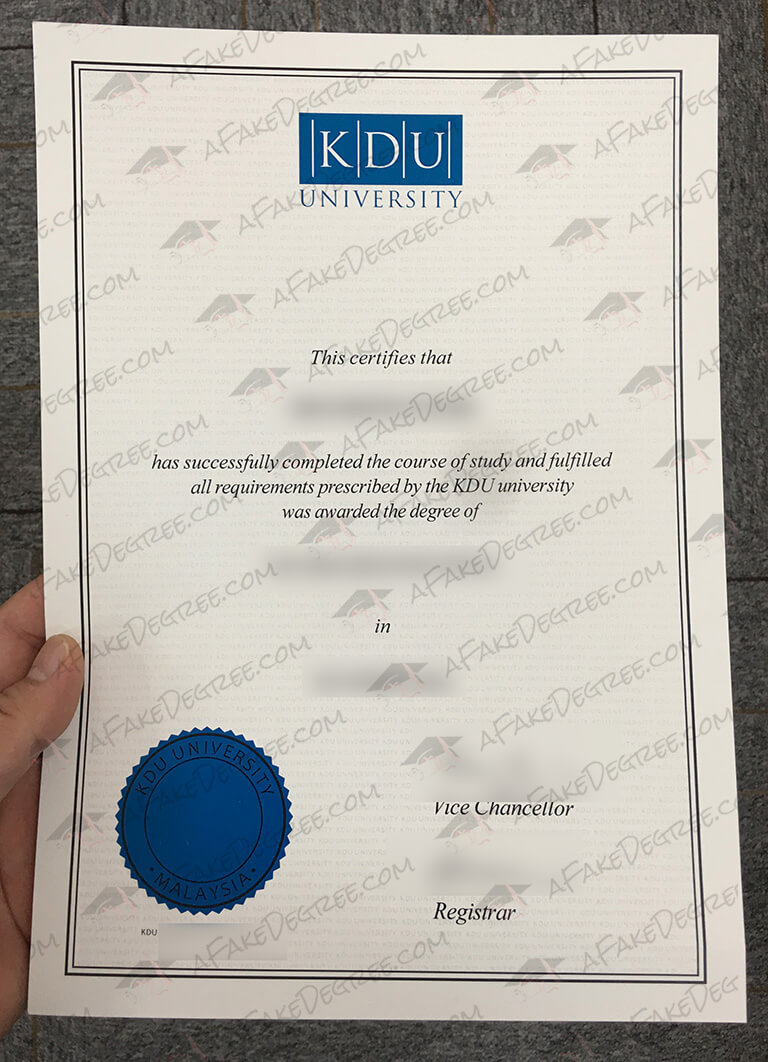 KDU
UNIVERSITY
This certifies that
has successfully completed the course of study and fulfilled
all requirements prescribed by the KDU university
was awarded the degree of
in
Vice Chancellor
Registrar
KDU UNIVERSITY
· MALAYSIA ·
KDU
AFAKEDEGREE.COM